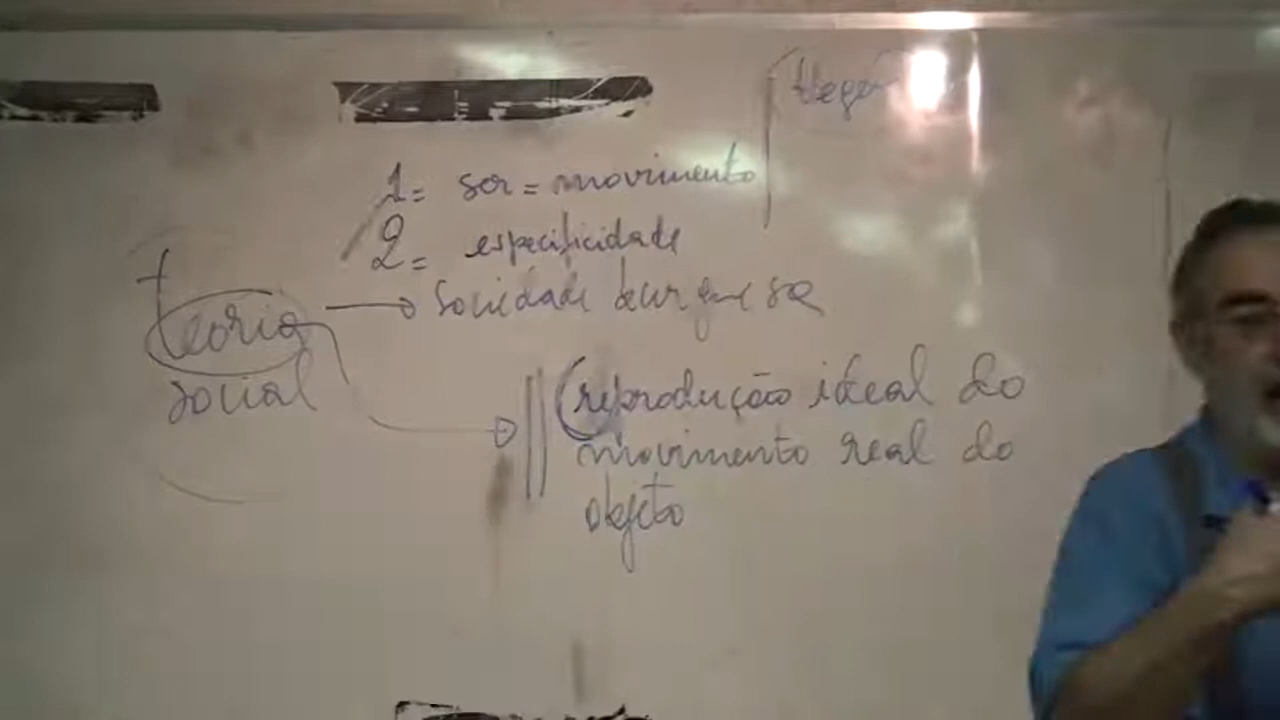 Hegel
1= ser = movimento
2= especificidade
teoria → sociedade burguesa
social
reprodução ideal do
movimento real do
objeto